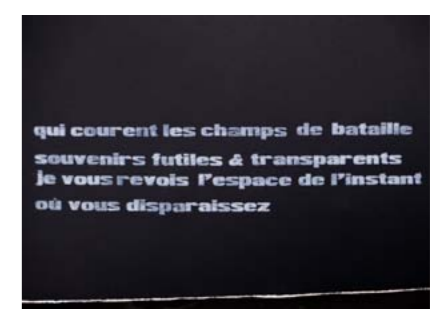 qui courent les champs de bataille
souvenirs futiles & transparents
je vous revois l'espace de l'instant
où vous disparaissez